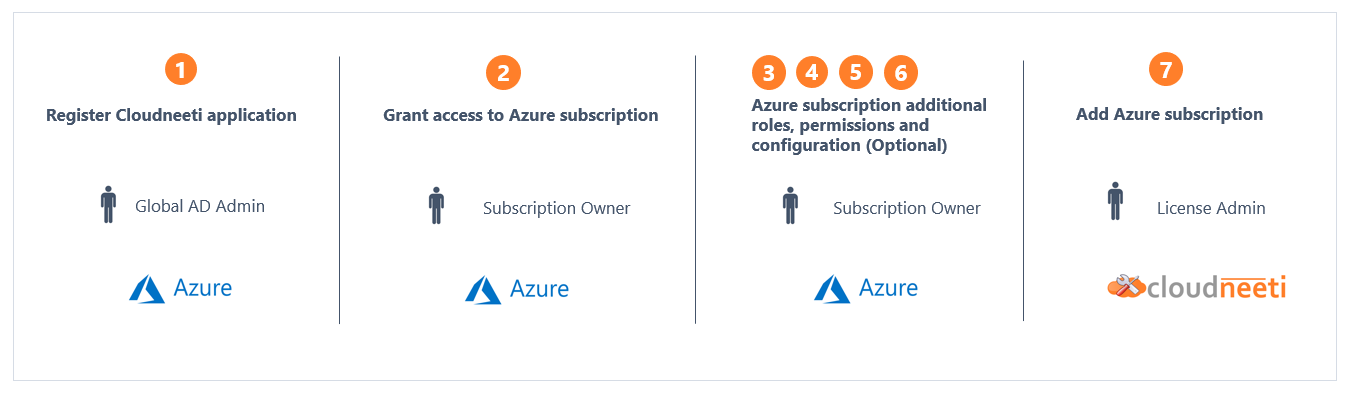 1
Register Cloudneeti application
Global AD Admin
Azure
2
Grant access to Azure subscription
Subscription Owner
Azure
3 4 5 6
Azure subscription additional
roles, permissions and
configuration (Optional)
Subscription Owner
Azure
7
Add Azure subscription
License Admin
cloudneeti